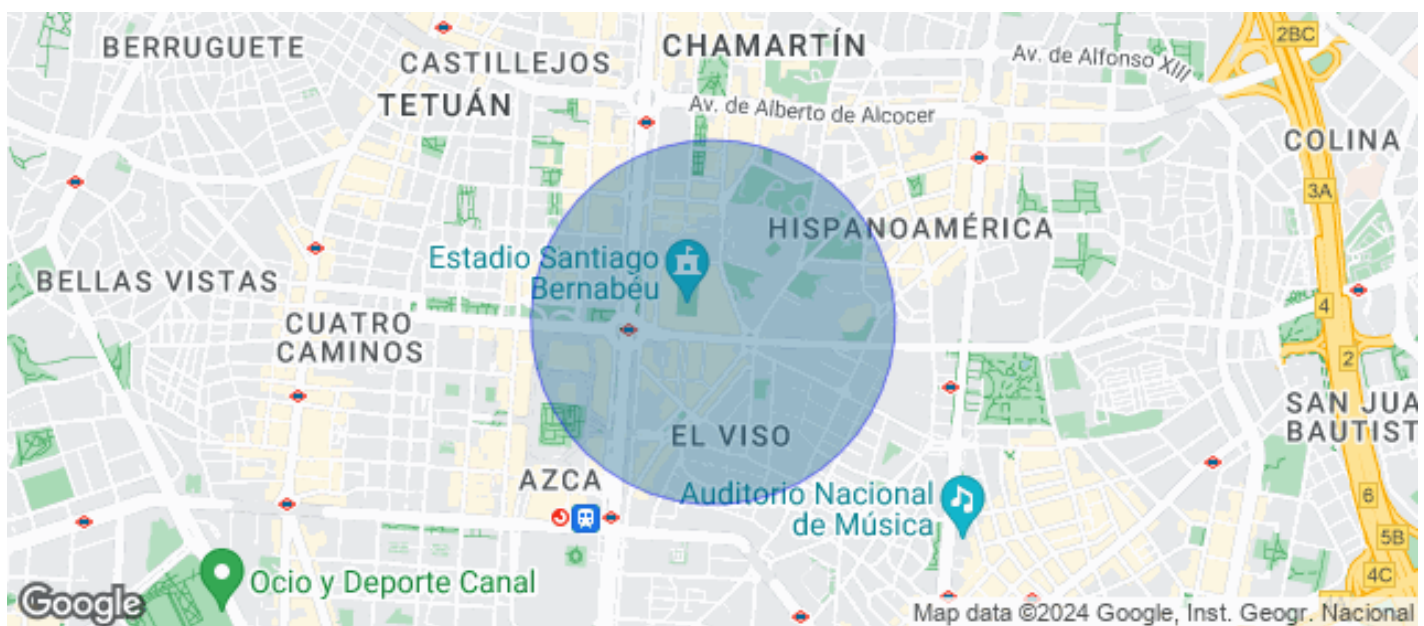 BERRUGUETE
CHAMARTÍN
2BC
CASTILLEJOS
Av. de Alfonso XIII
TETUÁN
Av. de Alberto de Alcocer
COLINA
3A
HISPANOAMÉRICA
Estadio Santiago
Bernabéu
BELLAS VISTAS
4
CUATRO
CAMINOS
2
SAN JUA
BAUTIST
EL VISO
AZCA
Auditorio Nacional
de Música
6
5B
4C
Ocio y Deporte Canal
Google
Map data ©2024 Google, Inst. Geogr. Nacional